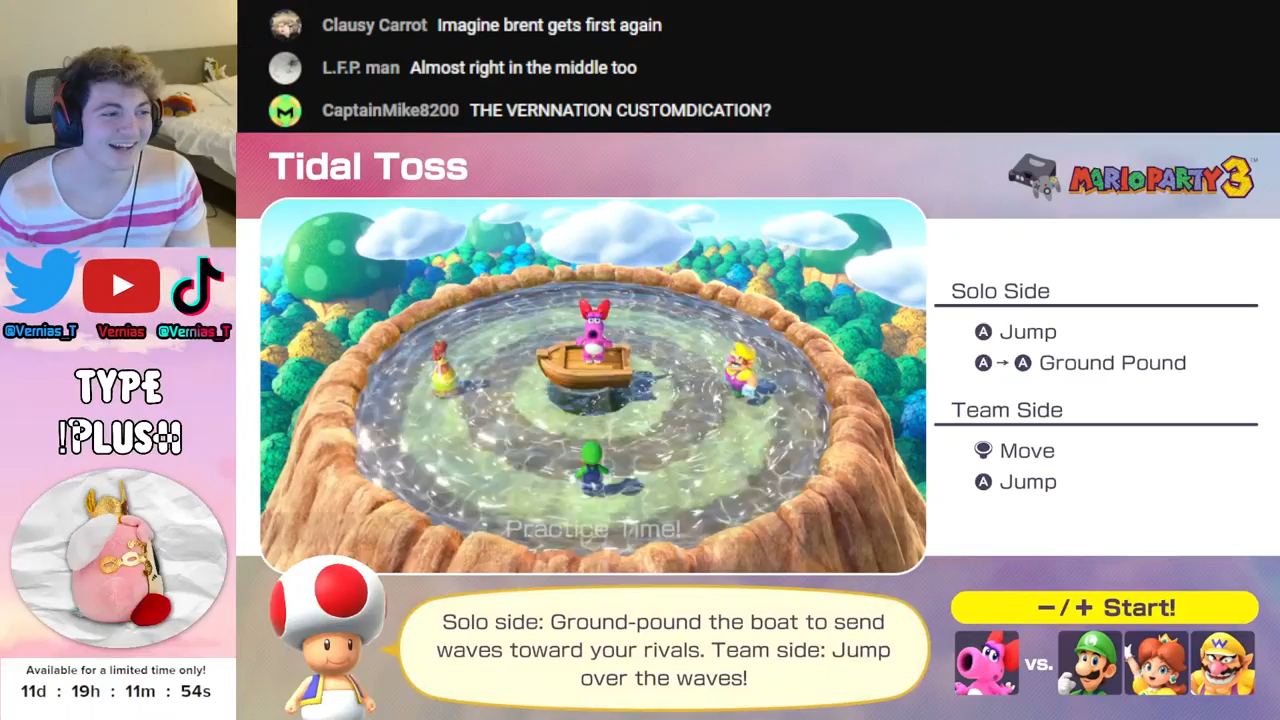 Clausy Carrot Imagine brent gets first again
L.F.P. man Almost right in the middle too
CaptainMike8200 THE VERNNATION CUSTOMDICATION?
Tidal Toss
MARIO PARTY 3™
Solo Side
A Jump
A → A Ground Pound
Team Side
Move
A Jump
Practice Time!
@Vernias_T Vernias @Vernias_T
TYPE
!PLUSH
Available for a limited time only!
11d : 19h : 11m : 54s
Solo side: Ground-pound the boat to send
waves toward your rivals. Team side: Jump
over the waves!
−/+ Start!
vs.